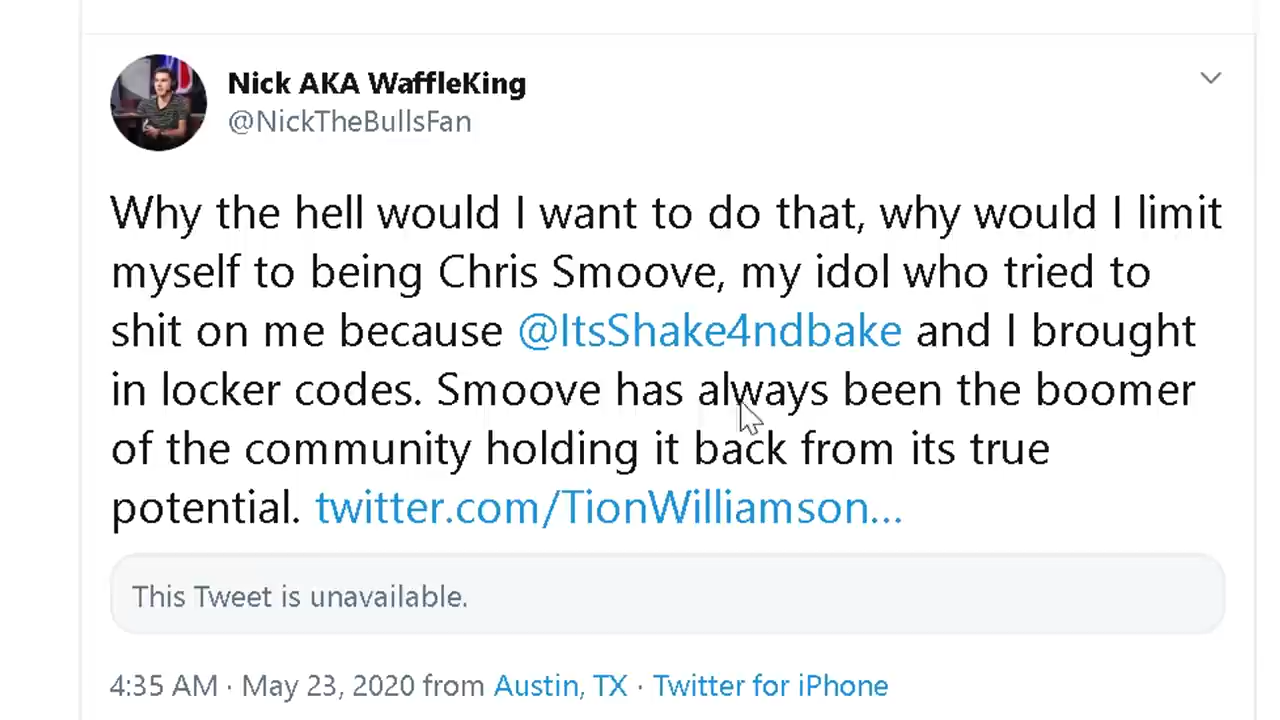 Nick AKA WaffleKing
@NickTheBullsFan
Why the hell would I want to do that, why would I limit
myself to being Chris Smoove, my idol who tried to
shit on me because @ItsShake4ndbake and I brought
in locker codes. Smoove has always been the boomer
of the community holding it back from its true
potential. twitter.com/TionWilliamson...
This Tweet is unavailable.
4:35 AM · May 23, 2020 from Austin, TX · Twitter for iPhone